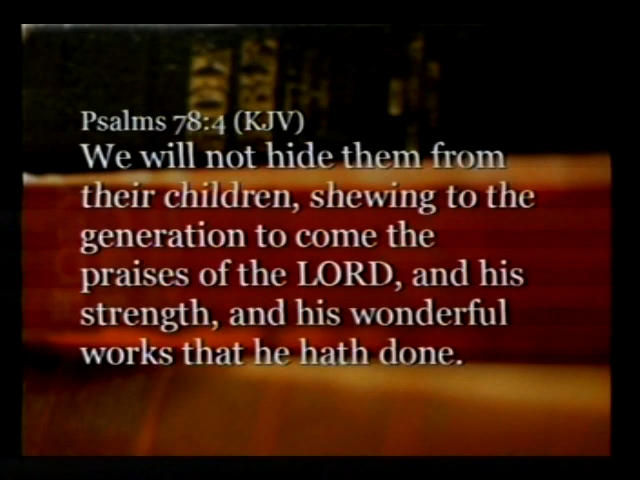 Psalms 78:4 (KJV)
We will not hide them from
their children, shewing to the
generation to come the
praises of the LORD, and his
strength, and his wonderful
works that he hath done.